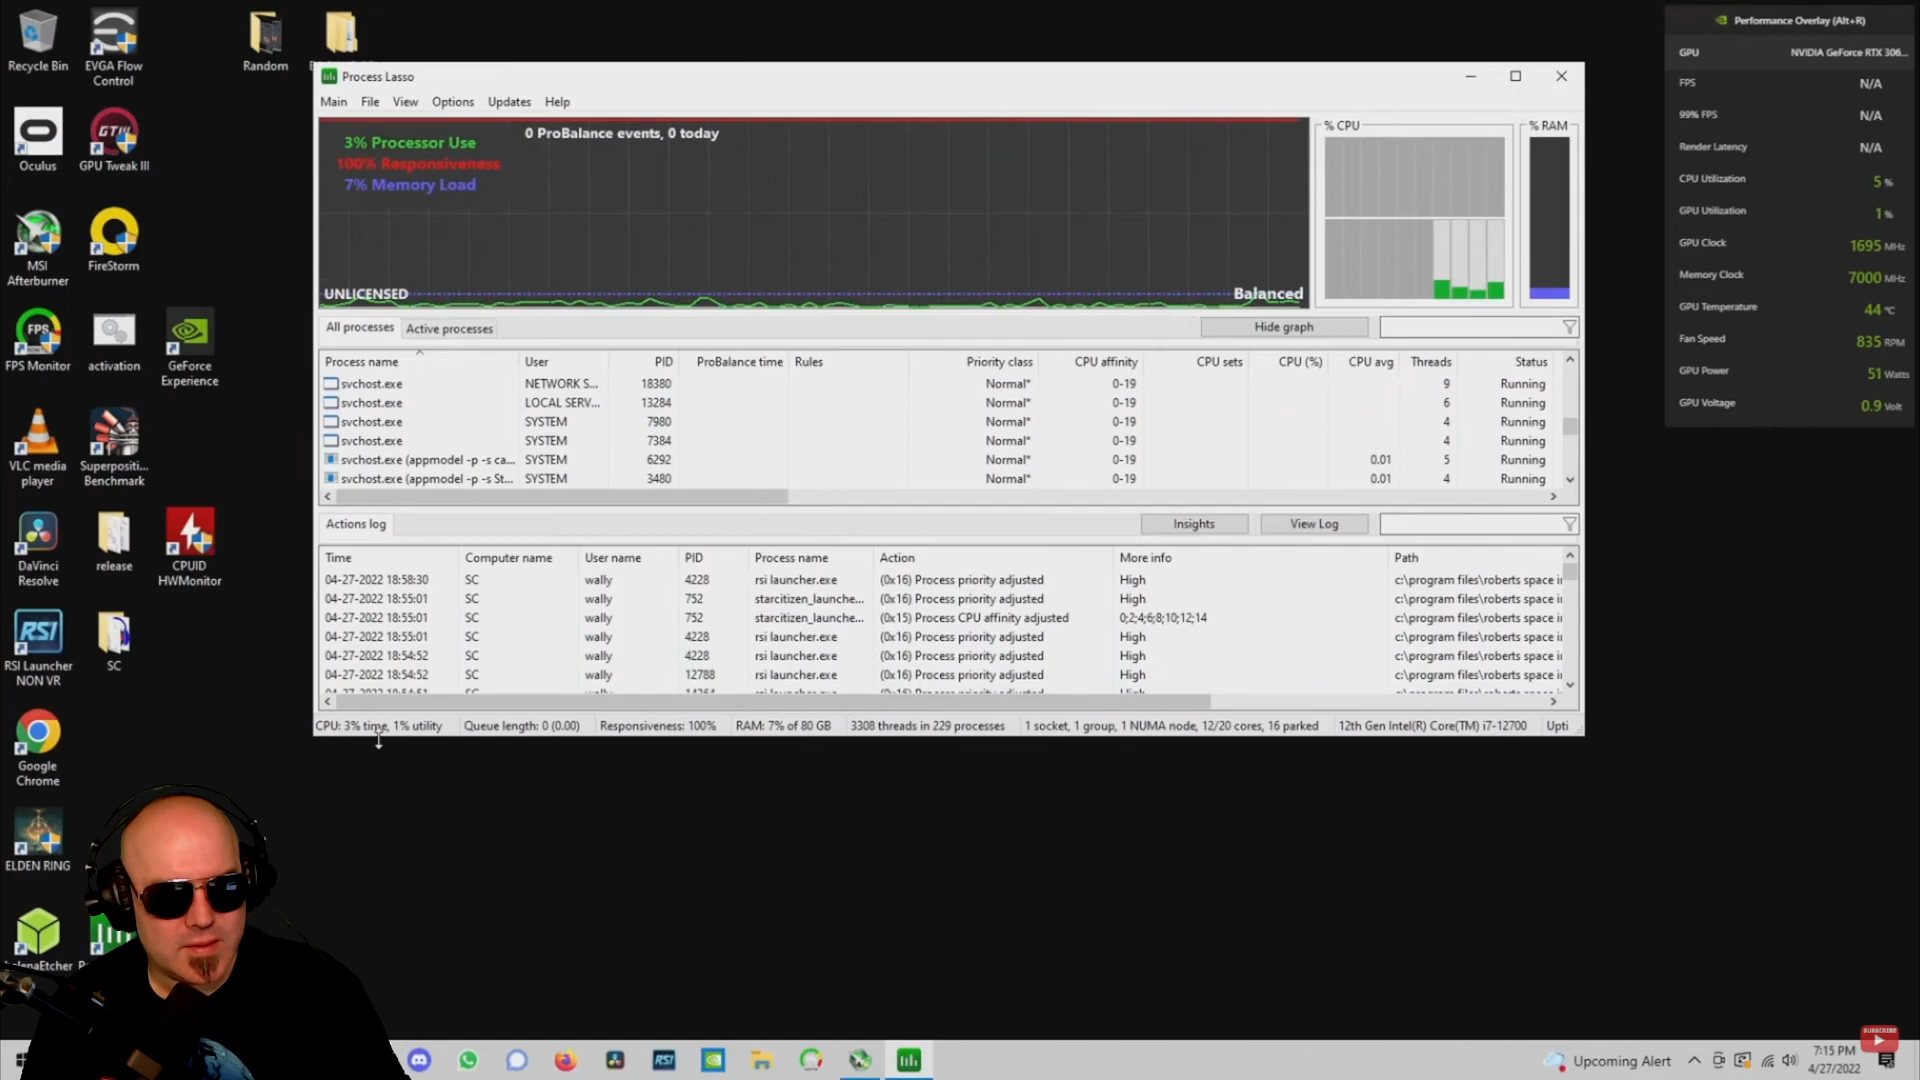 Recycle Bin
EVGA Flow
Control
Random
Oculus
GPU Tweak III
MSI
Afterburner
FireStorm
FPS
FPS Monitor
activation
GeForce
Experience
VLC media
player
Superpositi...
Benchmark
DaVinci
Resolve
release
CPUID
HWMonitor
RSI
RSI Launcher
NON VR
SC
Google
Chrome
ELDEN RING
Process Lasso
Main File View Options Updates Help
3% Processor Use
100% Responsiveness
7% Memory Load
0 ProBalance events, 0 today
UNLICENSED
Balanced
% CPU
% RAM
All processes Active processes Hide graph
Process name User PID ProBalance time Rules Priority class CPU affinity CPU sets CPU (%) CPU avg Threads Status
svchost.exe NETWORK S... 18380 Normal* 0-19 9 Running
svchost.exe LOCAL SERV... 13284 Normal* 0-19 6 Running
svchost.exe SYSTEM 7980 Normal* 0-19 4 Running
svchost.exe SYSTEM 7384 Normal* 0-19 4 Running
svchost.exe (appmodel -p -s ca... SYSTEM 6292 Normal* 0-19 0.01 5 Running
svchost.exe (appmodel -p -s St... SYSTEM 3480 Normal* 0-19 0.01 4 Running
Actions log Insights View Log
Time Computer name User name PID Process name Action More info Path
04-27-2022 18:58:30 SC wally 4228 rsi launcher.exe (0x16) Process priority adjusted High c:\program files\roberts space in
04-27-2022 18:55:01 SC wally 752 starcitizen_launche... (0x16) Process priority adjusted High c:\program files\roberts space in
04-27-2022 18:55:01 SC wally 752 starcitizen_launche... (0x15) Process CPU affinity adjusted 0;2;4;6;8;10;12;14 c:\program files\roberts space in
04-27-2022 18:55:01 SC wally 4228 rsi launcher.exe (0x16) Process priority adjusted High c:\program files\roberts space in
04-27-2022 18:54:52 SC wally 4228 rsi launcher.exe (0x16) Process priority adjusted High c:\program files\roberts space in
04-27-2022 18:54:52 SC wally 12788 rsi launcher.exe (0x16) Process priority adjusted High c:\program files\roberts space in
CPU: 3% time, 1% utility Queue length: 0 (0.00) Responsiveness: 100% RAM: 7% of 80 GB 3308 threads in 229 processes 1 socket, 1 group, 1 NUMA node, 12/20 cores, 16 parked 12th Gen Intel(R) Core(TM) i7-12700 Upti
Performance Overlay (Alt+R)
GPU NVIDIA GeForce RTX 306...
FPS N/A
99% FPS N/A
Render Latency N/A
CPU Utilization 5 %
GPU Utilization 1 %
GPU Clock 1695 MHz
Memory Clock 7000 MHz
GPU Temperature 44 °C
Fan Speed 835 RPM
GPU Power 51 Watts
GPU Voltage 0.9 Volt
SUBSCRIBE
RSI
Upcoming Alert
7:15 PM
4/27/2022